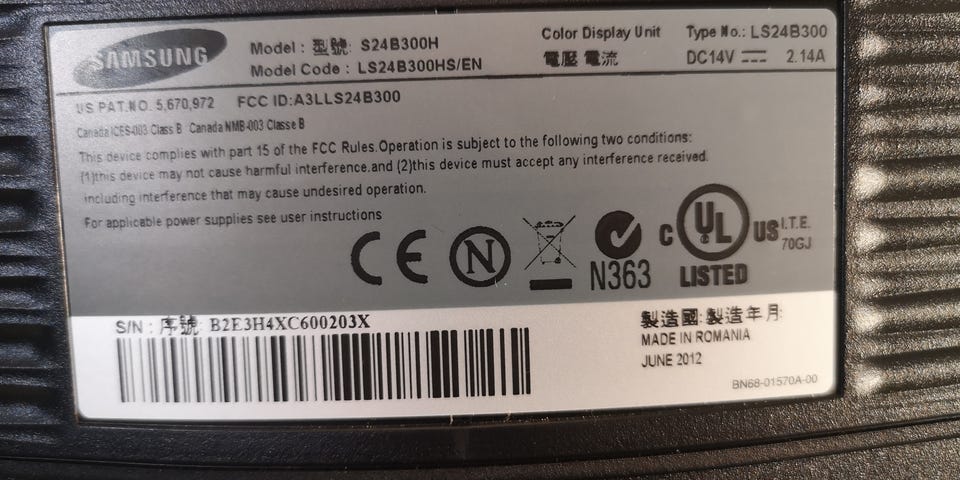 SAMSUNG
Model : 型號: S24B300H
Model Code : LS24B300HS/EN
Color Display Unit
電壓 電流
Type No.: LS24B300
DC14V ⎓ 2.14A
US PAT.NO. 5,670,972 FCC ID:A3LLS24B300
Canada ICES-003 Class B Canada NMB-003 Classe B
This device complies with part 15 of the FCC Rules.Operation is subject to the following two conditions:
(1)this device may not cause harmful interference.and (2)this device must accept any interference received.
including interference that may cause undesired operation.
For applicable power supplies see user instructions
CE
N
N363
C UL US
LISTED
I.T.E.
70GJ
S/N : 序號: B2E3H4XC600203X
製造國: 製造年月:
MADE IN ROMANIA
JUNE 2012
BN68-01570A-00